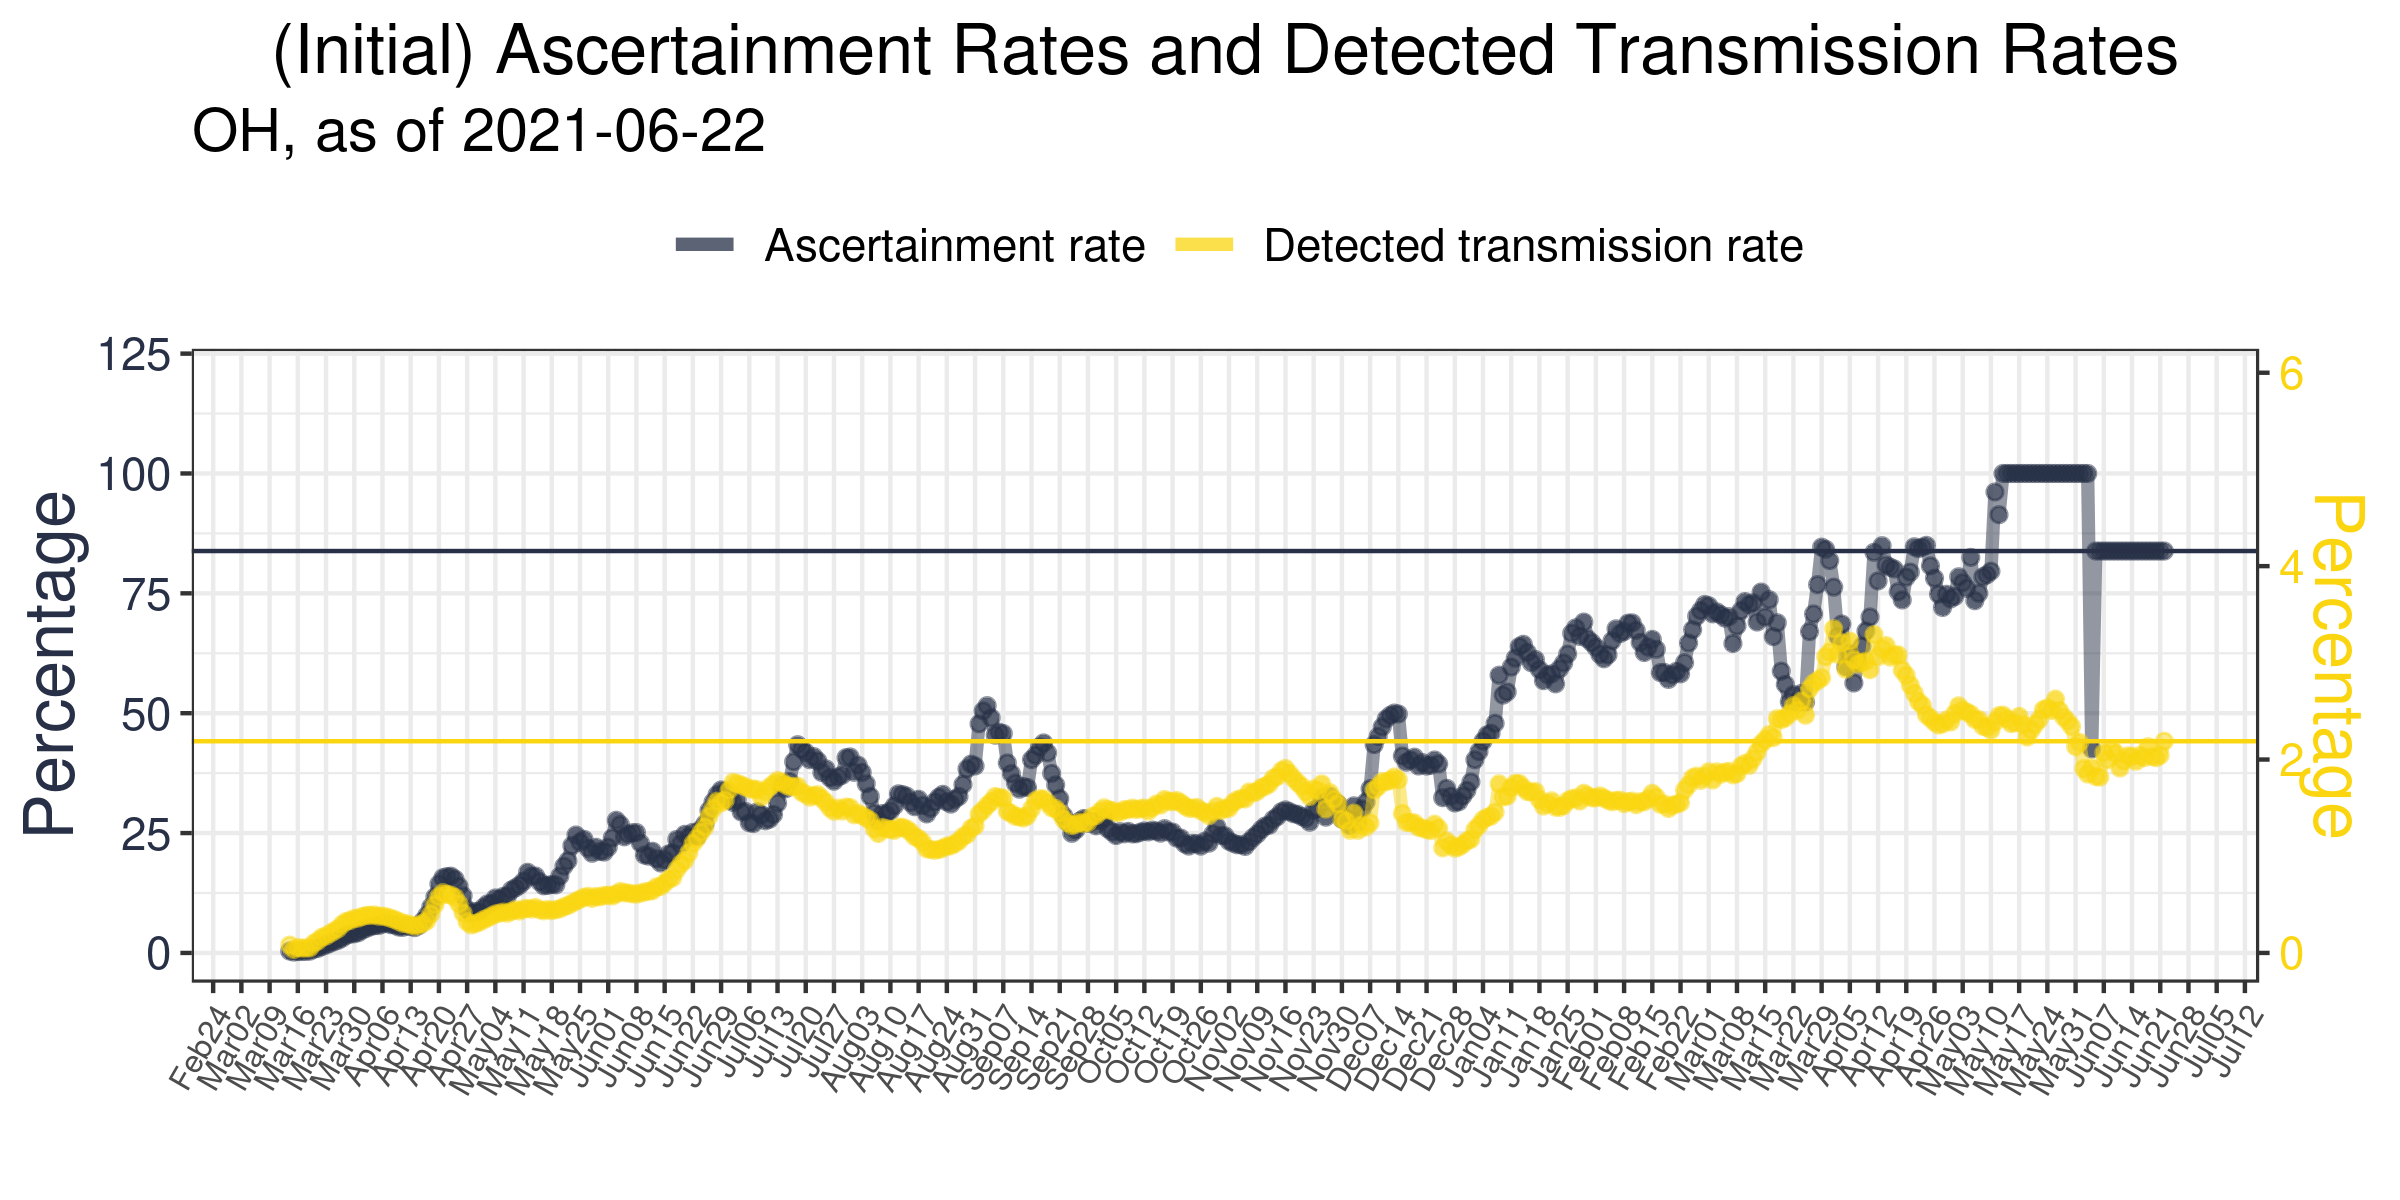 (Initial) Ascertainment Rates and Detected Transmission Rates
OH, as of 2021-06-22
Ascertainment rate
Detected transmission rate
Percentage
125
100
75
50
25
0
6
4
2
0
Percentage
Feb24
Mar02
Mar09
Mar16
Mar23
Mar30
Apr06
Apr13
Apr20
Apr27
May04
May11
May18
May25
Jun01
Jun08
Jun15
Jun22
Jun29
Jul06
Jul13
Jul20
Jul27
Aug03
Aug10
Aug17
Aug24
Aug31
Sep07
Sep14
Sep21
Sep28
Oct05
Oct12
Oct19
Oct26
Nov02
Nov09
Nov16
Nov23
Nov30
Dec07
Dec14
Dec21
Dec28
Jan04
Jan11
Jan18
Jan25
Feb01
Feb08
Feb15
Feb22
Mar01
Mar08
Mar15
Mar22
Mar29
Apr05
Apr12
Apr19
Apr26
May03
May10
May17
May24
May31
Jun07
Jun14
Jun21
Jun28
Jul05
Jul12